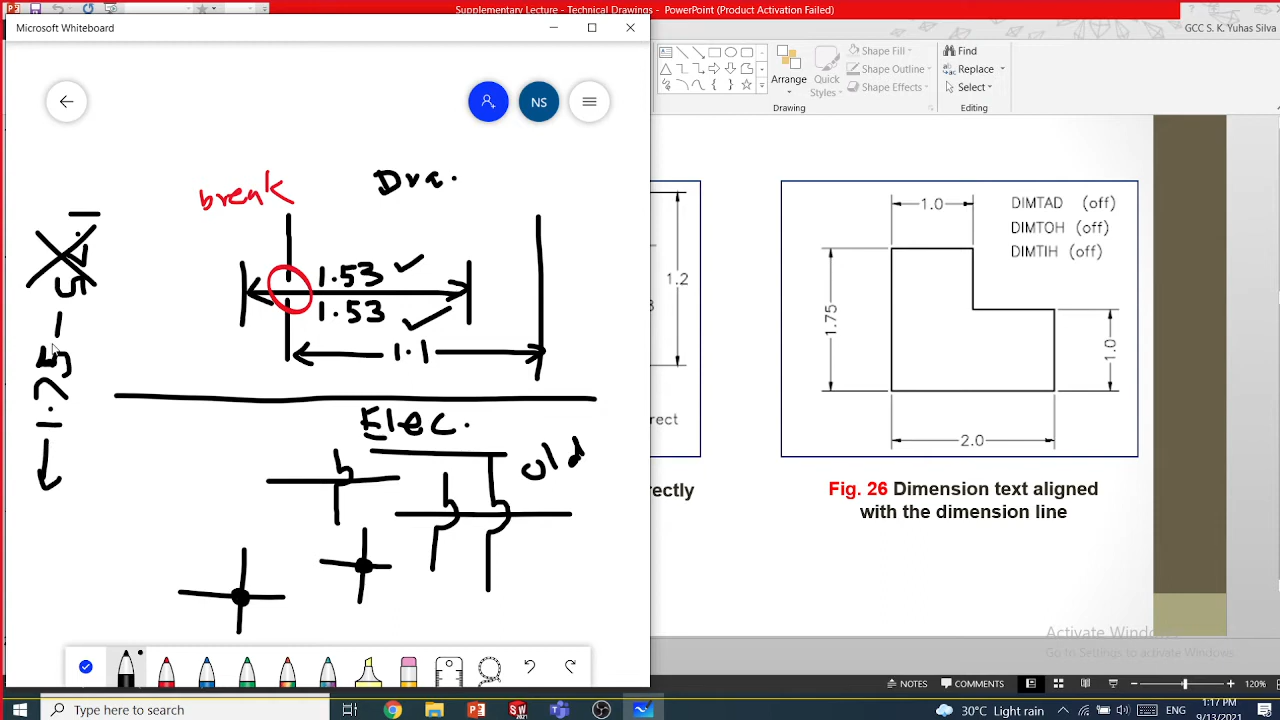 Supplementary Lecture - Technical Drawings - PowerPoint (Product Activation Failed)
Microsoft Whiteboard
GCC S. K. Yuhas Silva
Shape Fill
Find
Arrange
Quick
Styles
Shape Outline
Replace
Shape Effects
Select
Drawing
Editing
NS
break
Dra.
1.53
1.53
1.1
1.75
Elec.
old
1.2
rect
ectly
1.0
DIMTAD (off)
DIMTOH (off)
DIMTIH (off)
1.75
1.0
2.0
Fig. 26 Dimension text aligned
with the dimension line
Activate Windows
Go to Settings to activate Windows.
NOTES
COMMENTS
120%
Type here to search
30°C Light rain
ENG
1:17 PM
9/13/2021